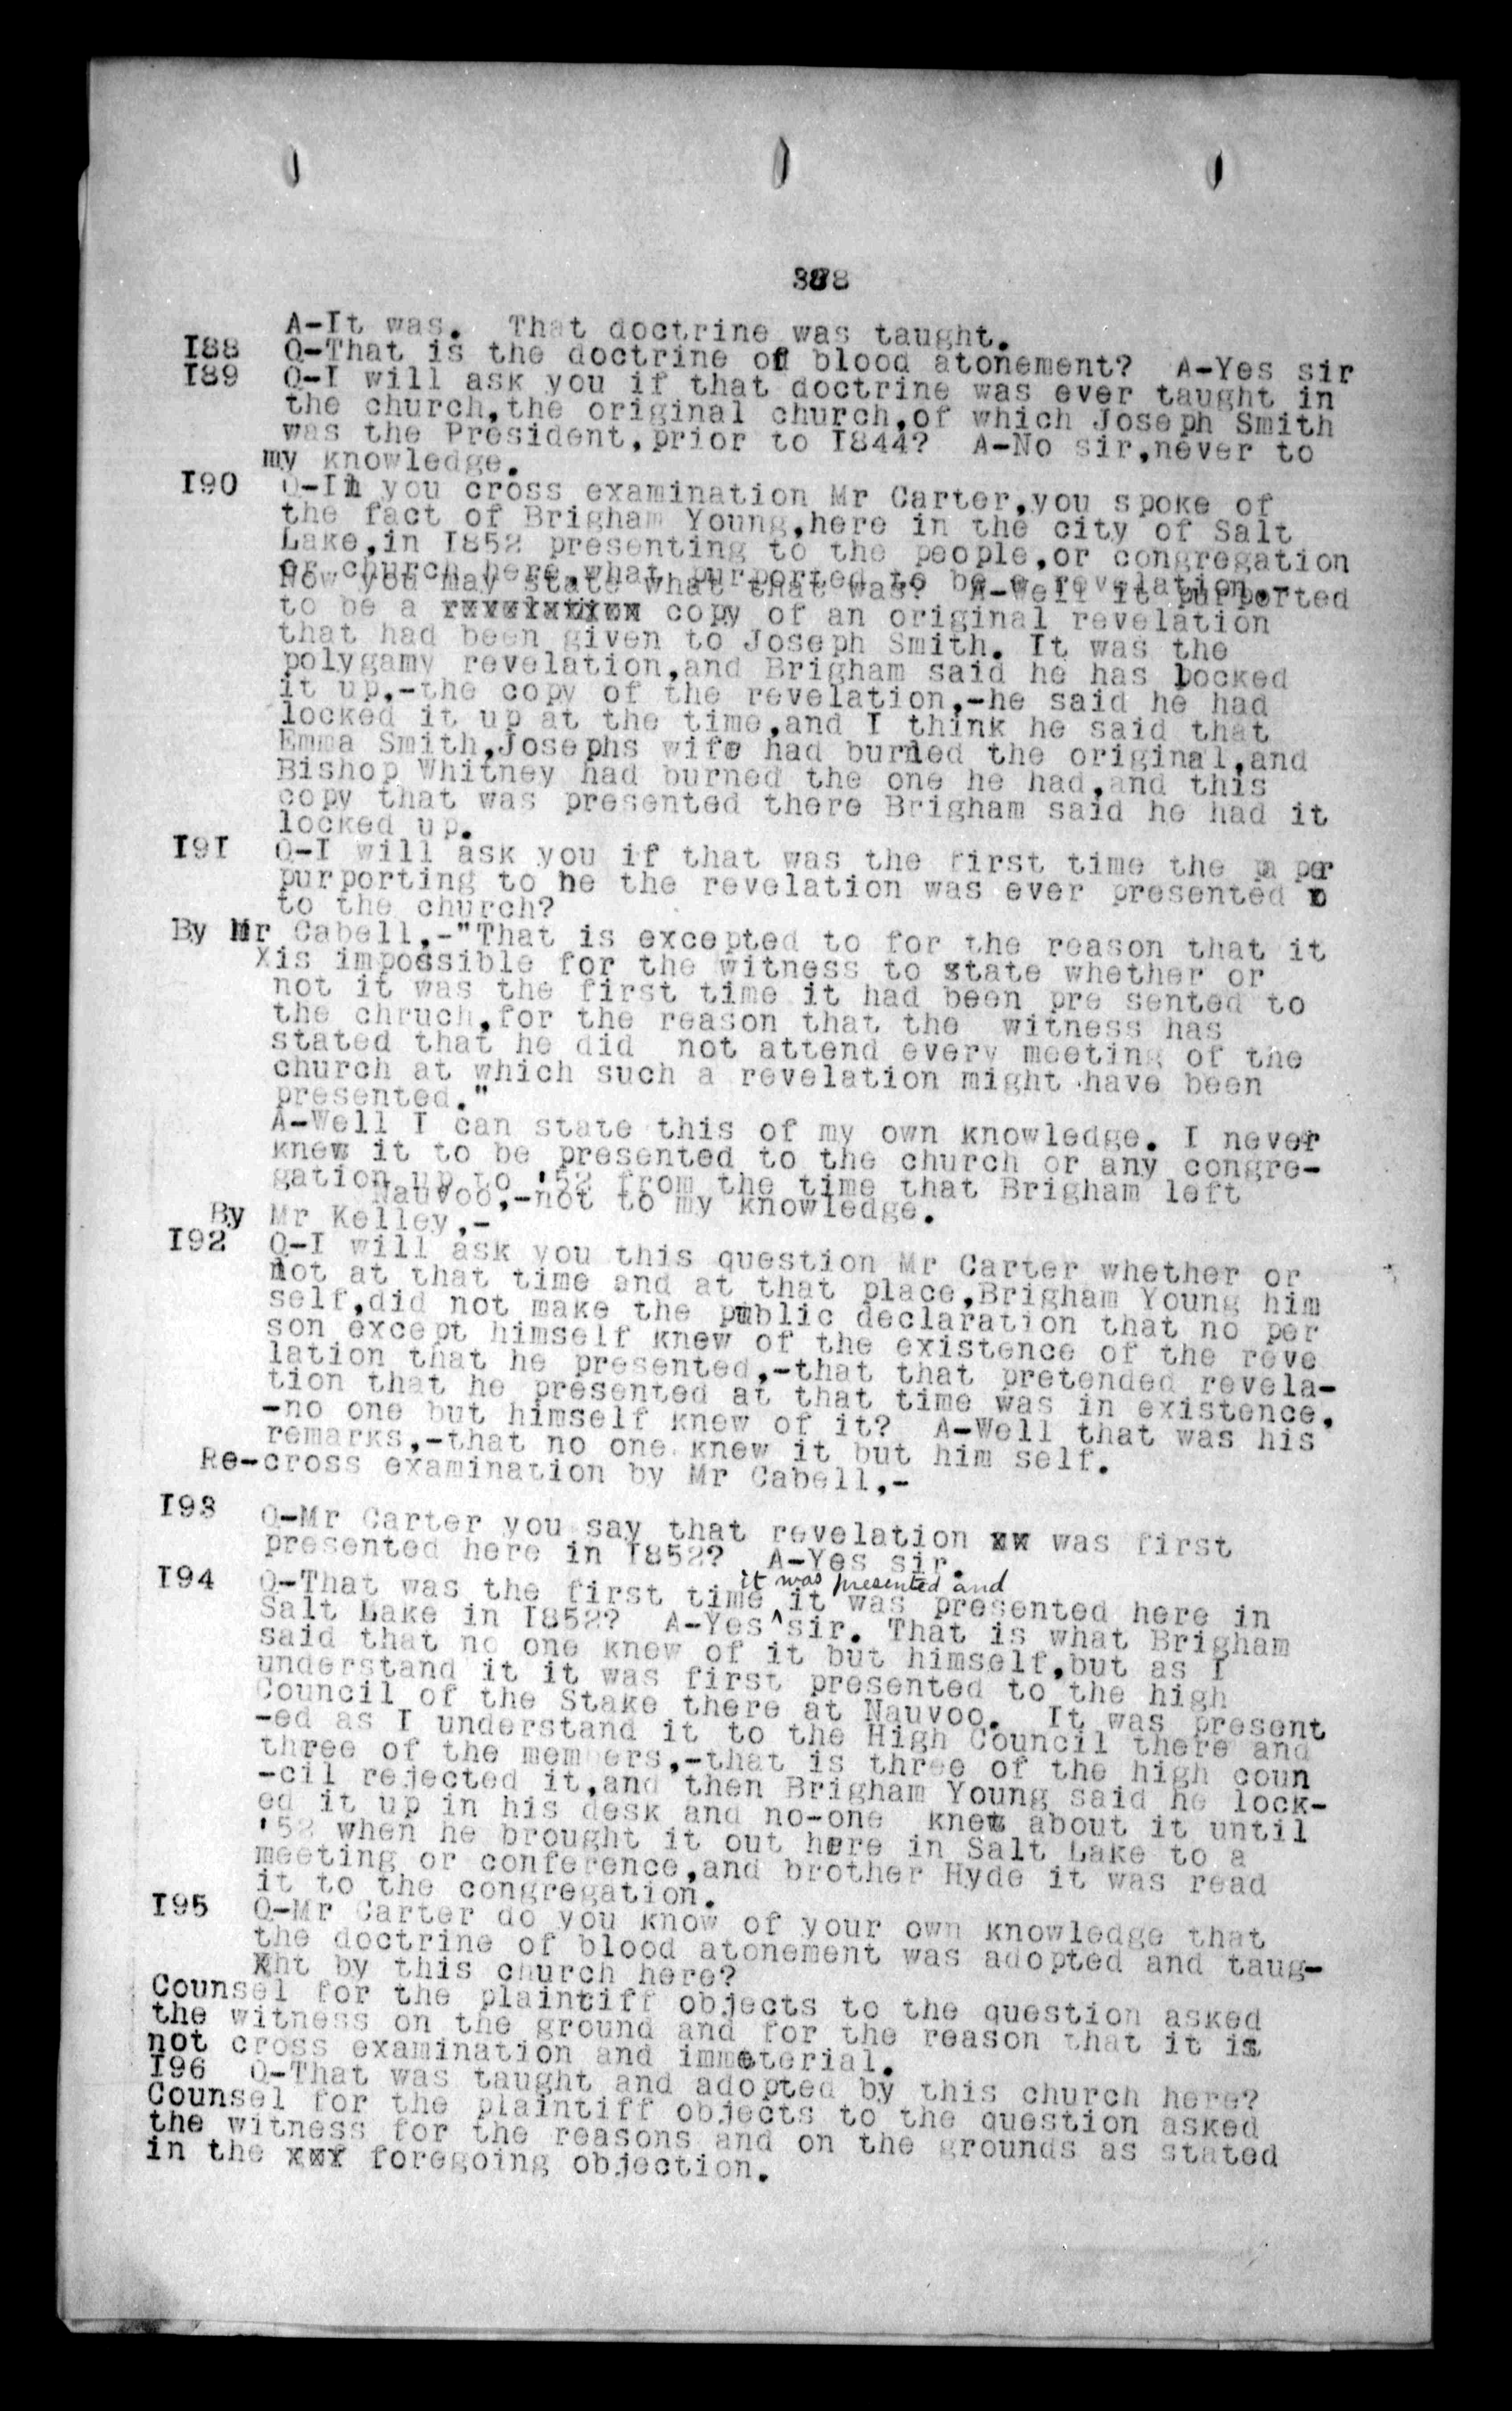 378
A-It was.  That doctrine was taught.
I88 Q-That is the doctrine of blood atonement?  A-Yes sir
I89 Q-I will ask you if that doctrine was ever taught in
the church,the original church,of which Joseph Smith
was the President,prior to I844?  A-No sir,never to
my knowledge.
I90 Q-In you cross examination Mr Carter,you spoke of
the fact of Brigham Young,here in the city of Salt
Lake,in I852 presenting to the people,or congregation
or church here,what purported to be a revelation.
Now you may state what that was?  A-Well it purported
to be a copy of an original revelation
that had been given to Joseph Smith. It was the
polygamy revelation,and Brigham said he has locked
it up,-the copy of the revelation,-he said he had
locked it up at the time,and I think he said that
Emma Smith,Josephs wife had burned the original,and
Bishop Whitney had burned the one he had,and this
copy that was presented there Brigham said he had it
locked up.
I9I Q-I will ask you if that was the first time the paper
purporting to be the revelation was ever presented
to the church?
By Mr Cabell,-"That is excepted to for the reason that it
is impossible for the witness to state whether or
not it was the first time it had been pre sented to
the chruch,for the reason that the  witness has
stated that he did  not attend every meeting of the
church at which such a revelation might have been
presented."
A-Well I can state this of my own knowledge. I never
knew it to be presented to the church or any congre-
gation up to '52 from the time that Brigham left
Nauvoo,-not to my knowledge.
By Mr Kelley,-
I92 Q-I will ask you this question Mr Carter whether or
not at that time and at that place,Brigham Young him
self,did not make the public declaration that no per
son except himself knew of the existence of the reve
lation that he presented,-that that pretended revela-
tion that he presented at that time was in existence,
-no one but himself knew of it?  A-Well that was his
remarks,-that no one knew it but him self.
Re-cross examination by Mr Cabell,-
I93 Q-Mr Carter you say that revelation xx was first
presented here in I852?  A-Yes sir.
it was presented and
I94 Q-That was the first time ^ it was presented here in
Salt Lake in I852?  A-Yes sir. That is what Brigham
said that no one knew of it but himself,but as I
understand it it was first presented to the high
Council of the Stake there at Nauvoo.  It was present
-ed as I understand it to the High Council there and
three of the members,-that is three of the high coun
-cil rejected it,and then Brigham Young said he lock-
ed it up in his desk and no-one  knew about it until
'52 when he brought it out here in Salt Lake to a
meeting or conference,and brother Hyde it was read
it to the congregation.
I95 Q-Mr Carter do you know of your own knowledge that
the doctrine of blood atonement was adopted and taug-
ht by this church here?
Counsel for the plaintiff objects to the question asked
the witness on the ground and for the reason that it is
not cross examination and immeterial.
I96 Q-That was taught and adopted by this church here?
Counsel for the plaintiff objects to the question asked
the witness for the reasons and on the grounds as stated
in the xxf foregoing objection.